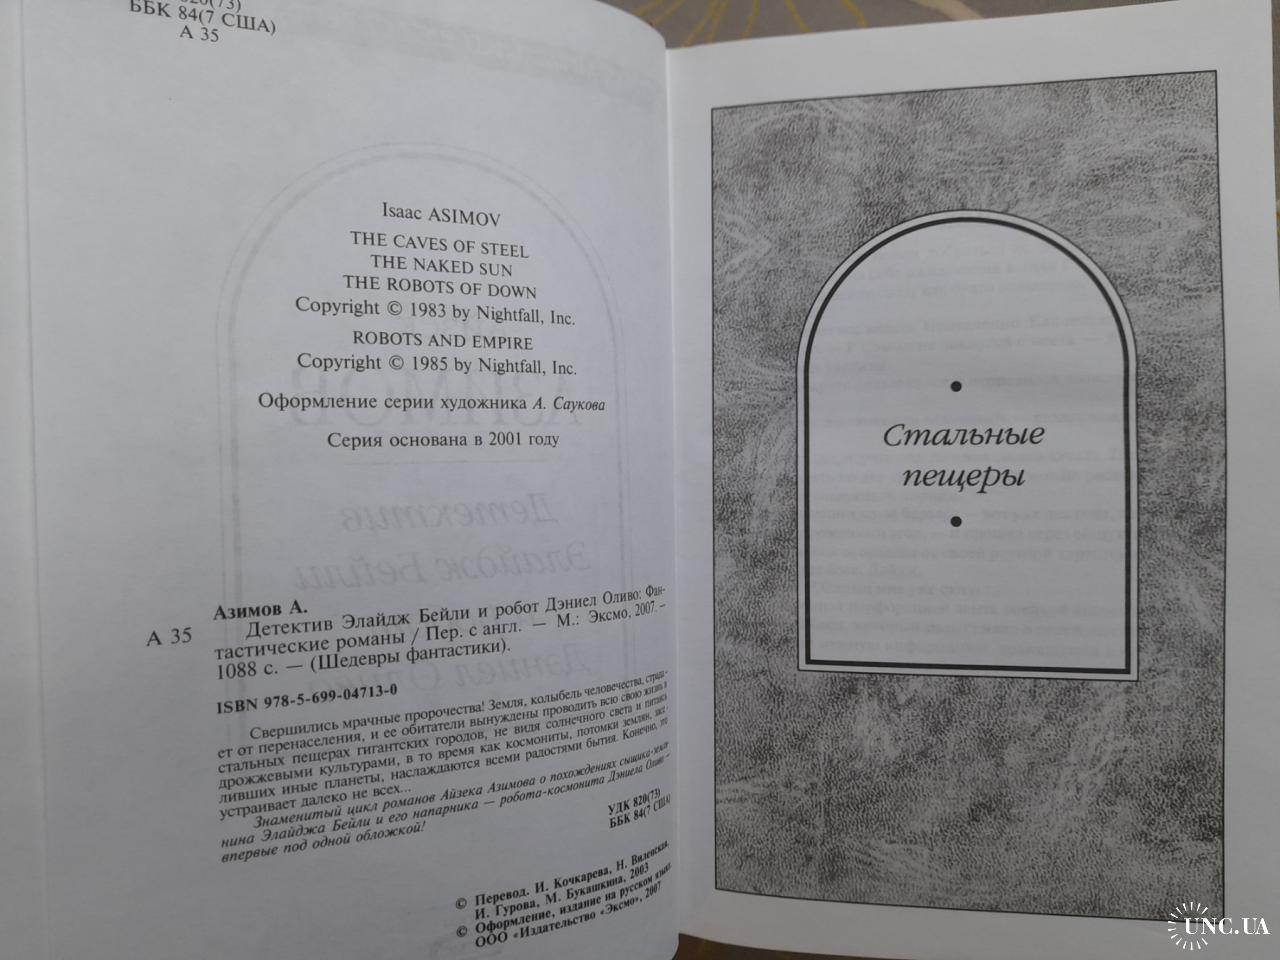 820(73)
ББК 84(7 США)
А 35
Isaac ASIMOV
THE CAVES OF STEEL
THE NAKED SUN
THE ROBOTS OF DOWN
Copyright © 1983 by Nightfall, Inc.
ROBOTS AND EMPIRE
Copyright © 1985 by Nightfall, Inc.
Оформление серии художника А. Саукова
Серия основана в 2001 году
Азимов А.
А 35 Детектив Элайдж Бейли и робот Дэниел Оливо: Фан-
тастические романы / Пер. с англ. — М.: Эксмо, 2007. –
1088 с. — (Шедевры фантастики).
ISBN 978-5-699-04713-0
Свершились мрачные пророчества! Земля, колыбель человечества, страда-
ет от перенаселения, и ее обитатели вынуждены проводить всю свою жизнь в
стальных пещерах гигантских городов, не видя солнечного света и питаясь
дрожжевыми культурами, в то время как космониты, потомки землян, засе-
ливших иные планеты, наслаждаются всеми радостями бытия. Конечно, это
устраивает далеко не всех...
Знаменитый цикл романов Айзека Азимова о похождениях сыщика-земля-
нина Элайджа Бейли и его напарника — робота-космонита Дэниела Оливо –
впервые под одной обложкой!
УДК 820(73)
ББК 84(7 США)
© Перевод. И. Кочкарева, Н. Виленская,
И. Гурова, М. Букашкина, 2003
© Оформление, издание на русском языке.
ООО «Издательство «Эксмо», 2007
Стальные
пещеры
UNC.UA